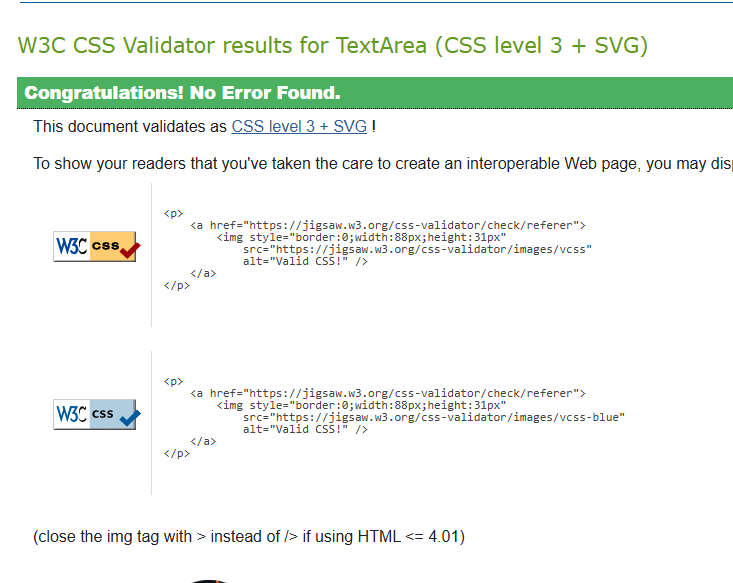 W3C CSS Validator results for TextArea (CSS level 3 + SVG)
Congratulations! No Error Found.
This document validates as CSS level 3 + SVG !
To show your readers that you've taken the care to create an interoperable Web page, you may
<p>
<a href="https://jigsaw.w3.org/css-validator/check/referer">
<img style="border:0;width:88px;height:31px"
W3C css
src="https://jigsaw.w3.org/css-validator/images/vcss"
alt="Valid CSS!" />
</a>
</p>
<p>
<a href="https://jigsaw.w3.org/css-validator/check/referer">
<img style="border:0;width:88px;height:31px"
W3C css
src="https://jigsaw.w3.org/css-validator/images/vcss-blue"
alt="Valid CSS!" />
</a>
</p>
(close the img tag with > instead of /> if using HTML <= 4.01)